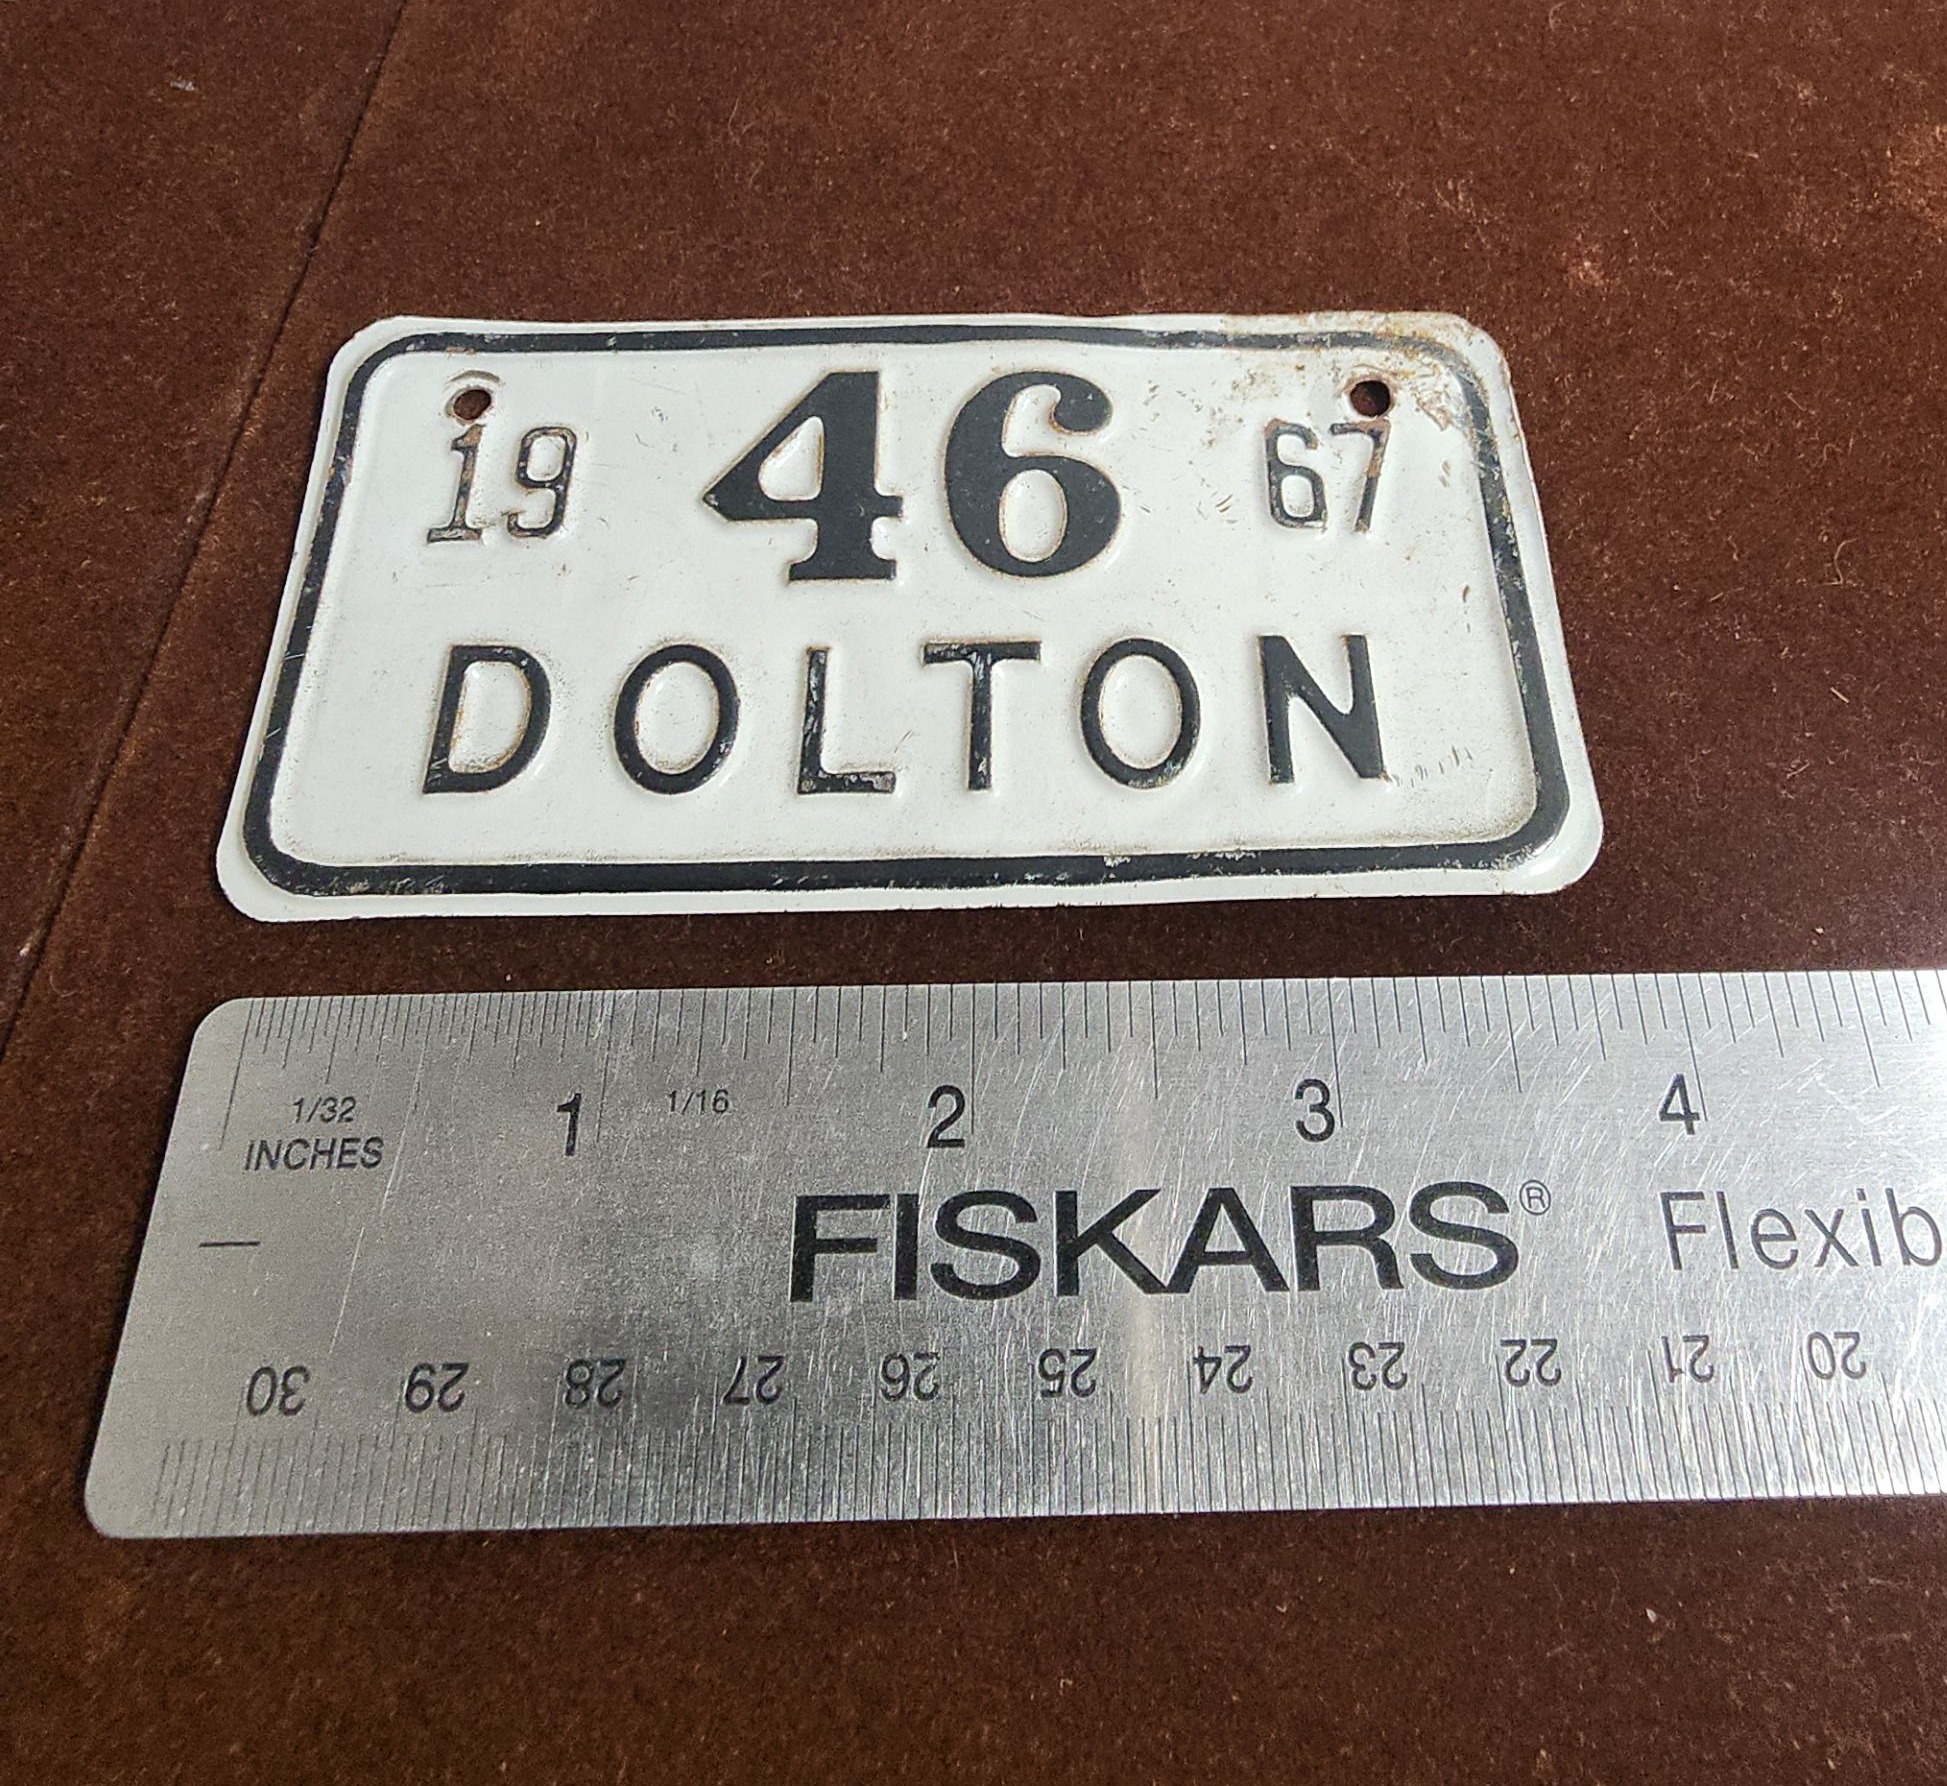 19 46 67
DOLTON
1 2 3 4
1/32 1/16
INCHES
FISKARS® Flexib
30 29 28 27 26 25 24 23 22 21 20